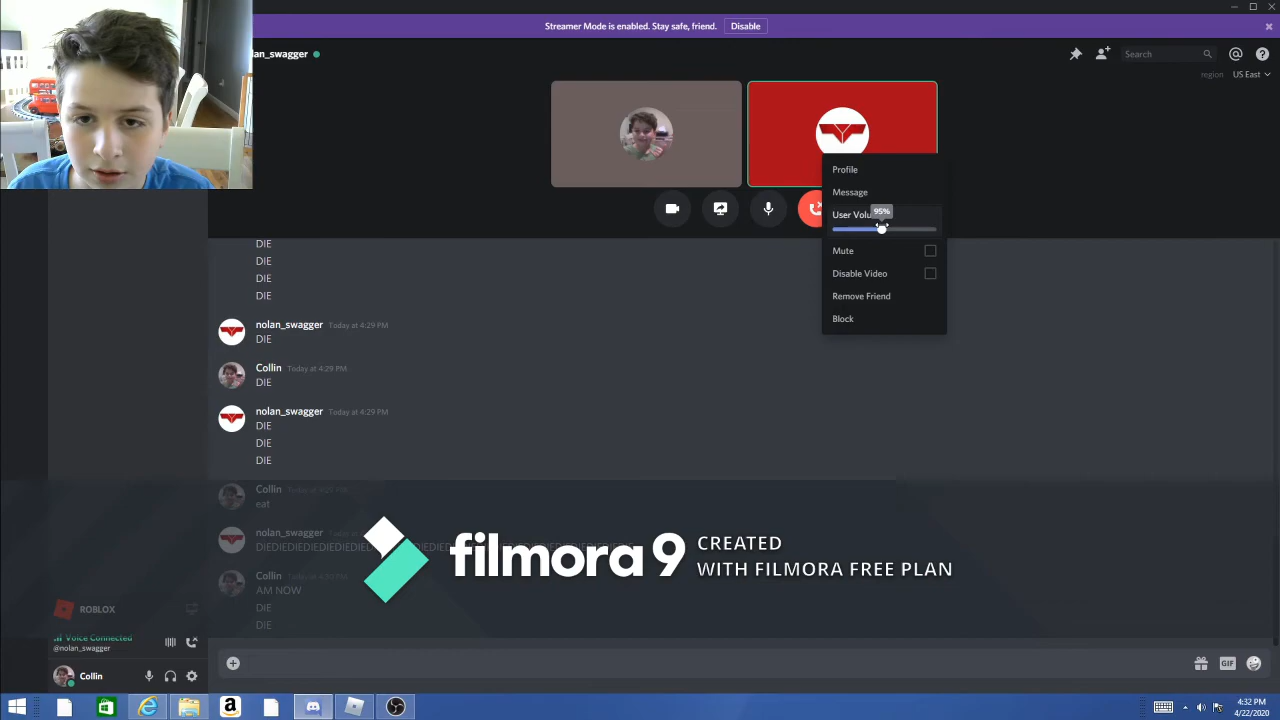 Streamer Mode is enabled. Stay safe, friend. Disable
lan_swagger
Search
region US East
Profile
Message
User Volu
95%
Mute
Disable Video
Remove Friend
Block
DIE
DIE
DIE
DIE
nolan_swagger Today at 4:29 PM
DIE
Collin Today at 4:29 PM
DIE
nolan_swagger Today at 4:29 PM
DIE
DIE
DIE
Collin
eat
nolan_swagger
Collin
AM NOW
DIE
DIE
filmora 9 CREATED
WITH FILMORA FREE PLAN
ROBLOX
Voice Connected
@nolan_swagger
Collin
GIF
4:32 PM
4/22/2020